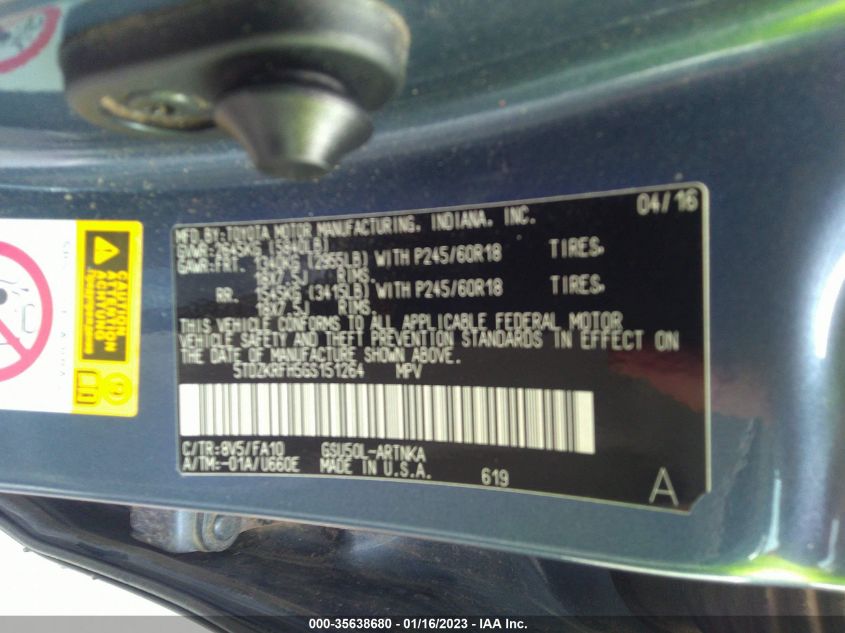 MFD.BY:TOYOTA MOTOR MANUFACTURING, INDIANA, INC. 04/16
GVWR:2645KG (5840LB)
GAWR:FRT. 1340KG (2955LB) WITH P245/60R18 TIRES,
18X7.5J RIMS,
RR. 1545KG (3415LB) WITH P245/60R18 TIRES,
18X7.5J RIMS.
THIS VEHICLE CONFORMS TO ALL APPLICABLE FEDERAL MOTOR
VEHICLE SAFETY AND THEFT PREVENTION STANDARDS IN EFFECT ON
THE DATE OF MANUFACTURE SHOWN ABOVE.
5TDZKRFH5GS151264 MPV
C/TR:8V5/FA10 GSU50L-ARTNKA
A/TM:-01A/U660E MADE IN U.S.A. 619
A
CAUTION
ATTENTION
000-35638680 - 01/16/2023 - IAA Inc.